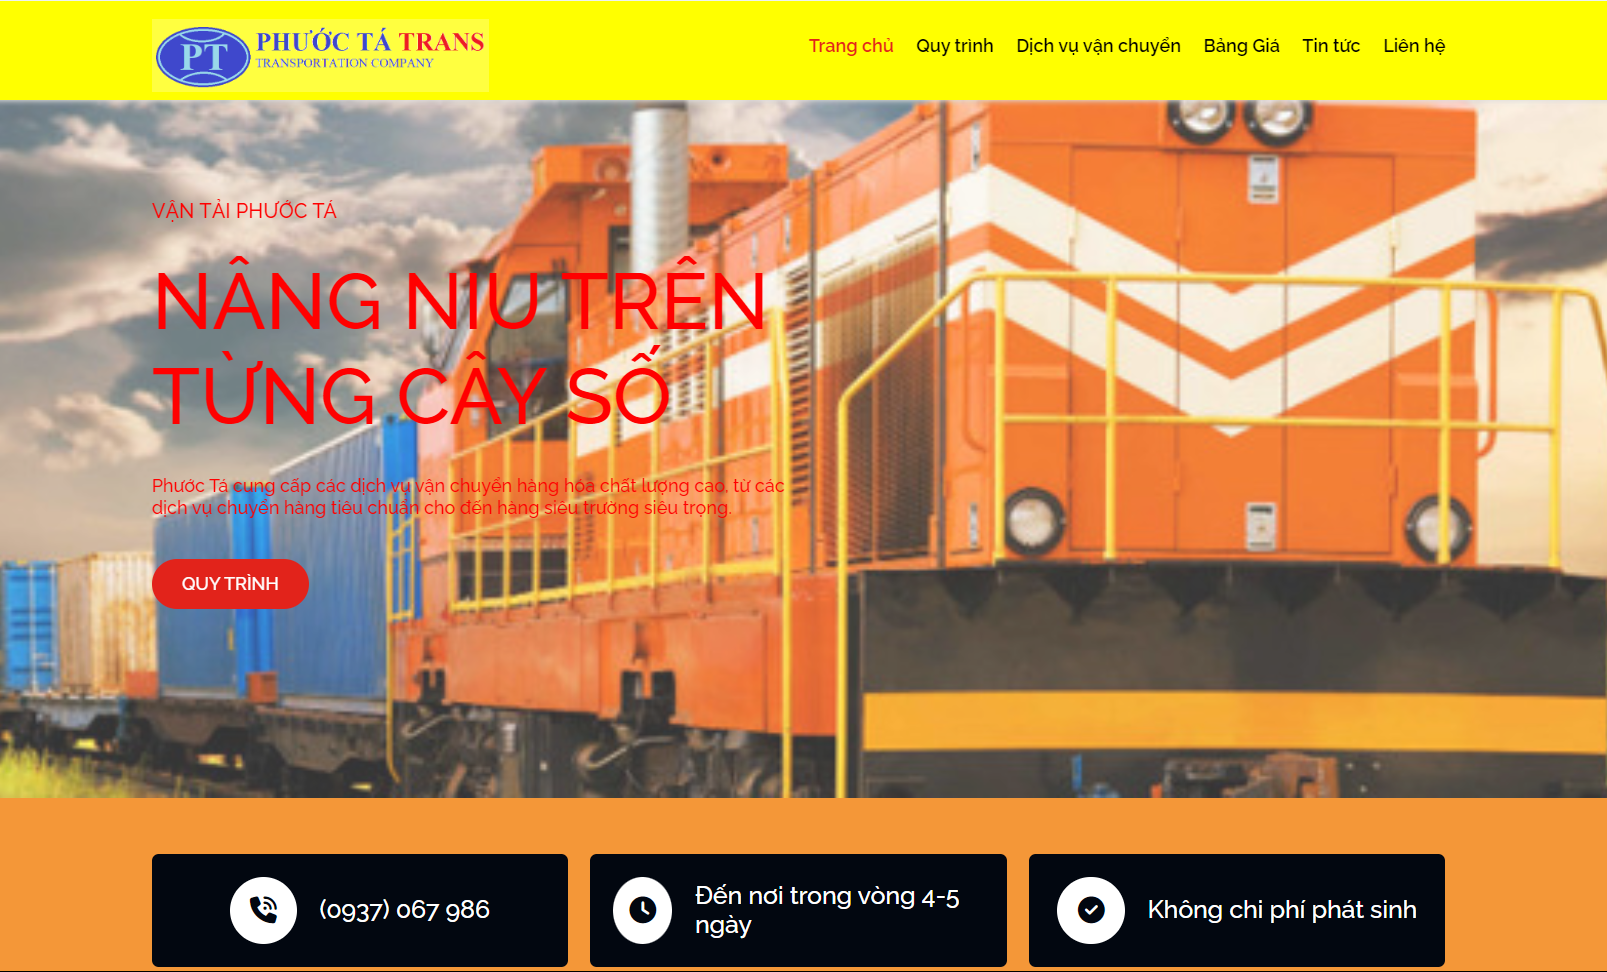 PT
PHƯỚC TÁ TRANS
TRANSPORTATION COMPANY
Trang chủ Quy trình Dịch vụ vận chuyển Bảng Giá Tin tức Liên hệ
VẬN TẢI PHƯỚC TÁ
NÂNG NIU TRÊN
TỪNG CÂY SỐ
Phước Tá cung cấp các dịch vụ vận chuyển hàng hóa chất lượng cao, từ các
dịch vụ chuyển hàng tiêu chuẩn cho đến hàng siêu trường siêu trọng.
QUY TRÌNH
(0937) 067 986
Đến nơi trong vòng 4-5
ngày
Không chi phí phát sinh